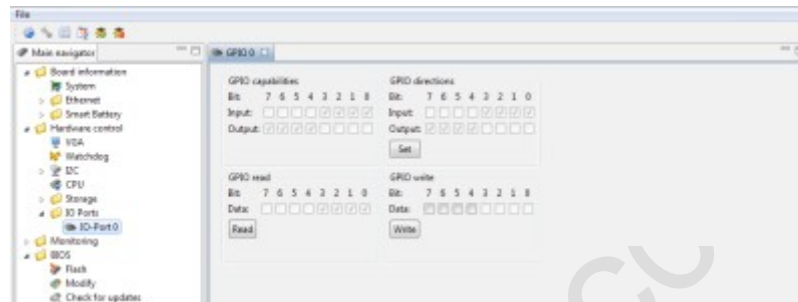 File
Main navigator
GPIO 0
Board information
System
Ethernet
Smart Battery
Hardware control
VGA
Watchdog
I2C
CPU
Storage
IO Ports
IO-Port 0
Monitoring
BIOS
Flash
Modify
Check for updates
GPIO capabilities
Bit: 7 6 5 4 3 2 1 0
Input:
Output:
GPIO directions
Bit: 7 6 5 4 3 2 1 0
Input:
Output:
Set
GPIO read
Bit: 7 6 5 4 3 2 1 0
Data:
Read
GPIO write
Bit: 7 6 5 4 3 2 1 0
Data:
Write